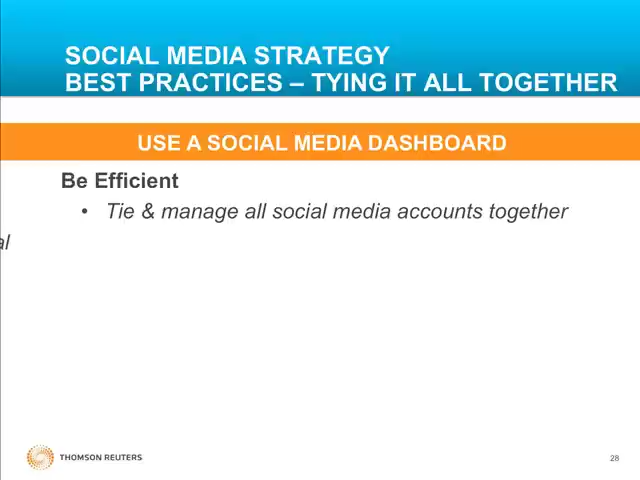 SOCIAL MEDIA STRATEGY
BEST PRACTICES – TYING IT ALL TOGETHER
USE A SOCIAL MEDIA DASHBOARD
Be Efficient
• Tie & manage all social media accounts together
al
THOMSON REUTERS
28